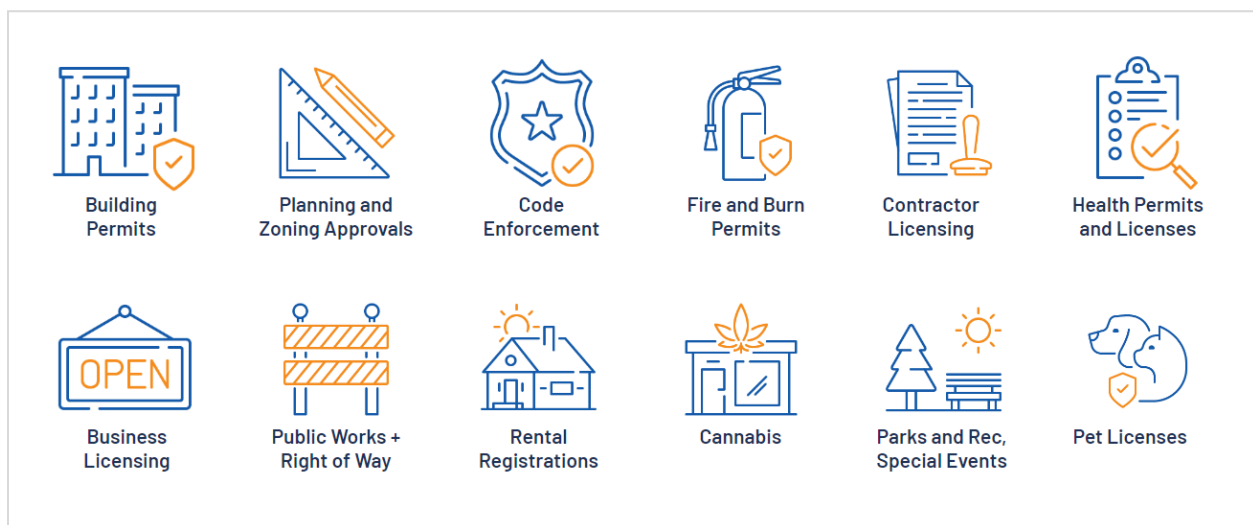 Building
Permits
Planning and
Zoning Approvals
Code
Enforcement
Fire and Burn
Permits
Contractor
Licensing
Health Permits
and Licenses
OPEN
Business
Licensing
Public Works +
Right of Way
Rental
Registrations
Cannabis
Parks and Rec,
Special Events
Pet Licenses